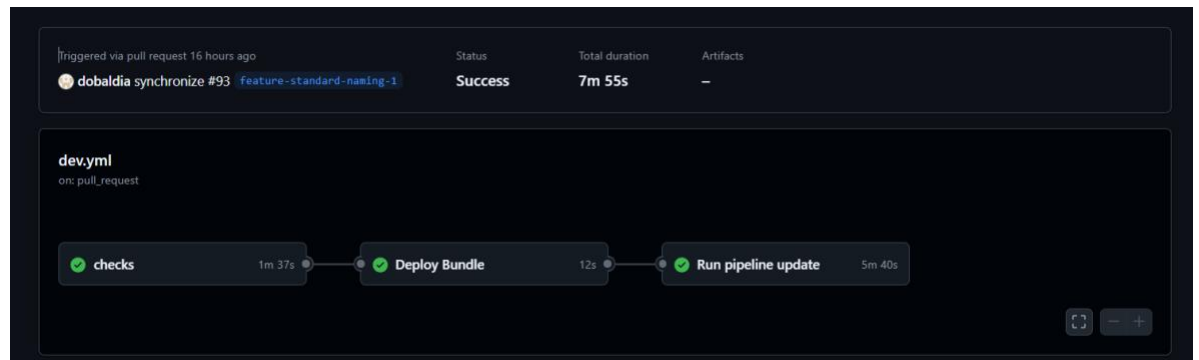 Triggered via pull request 16 hours ago
Status
Total duration
Artifacts
dobaldia synchronize #93 feature-standard-naming-1
Success
7m 55s
–
dev.yml
on: pull_request
checks 1m 37s
Deploy Bundle 12s
Run pipeline update 5m 40s